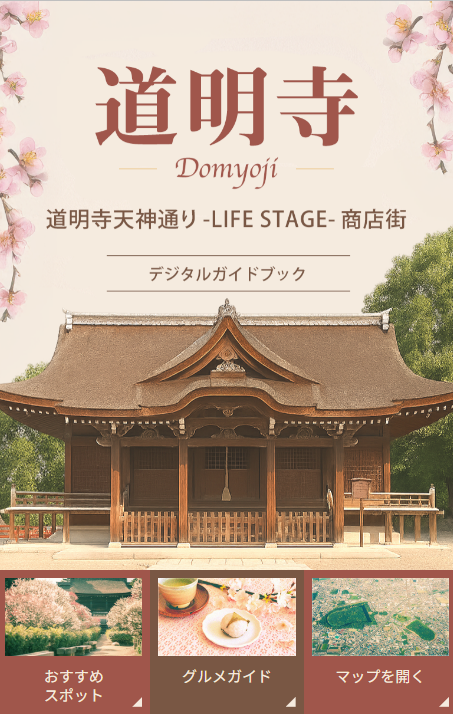 道明寺
Domyoji
道明寺天神通り-LIFE STAGE-商店街
デジタルガイドブック
おすすめ
スポット
グルメガイド
マップを開く